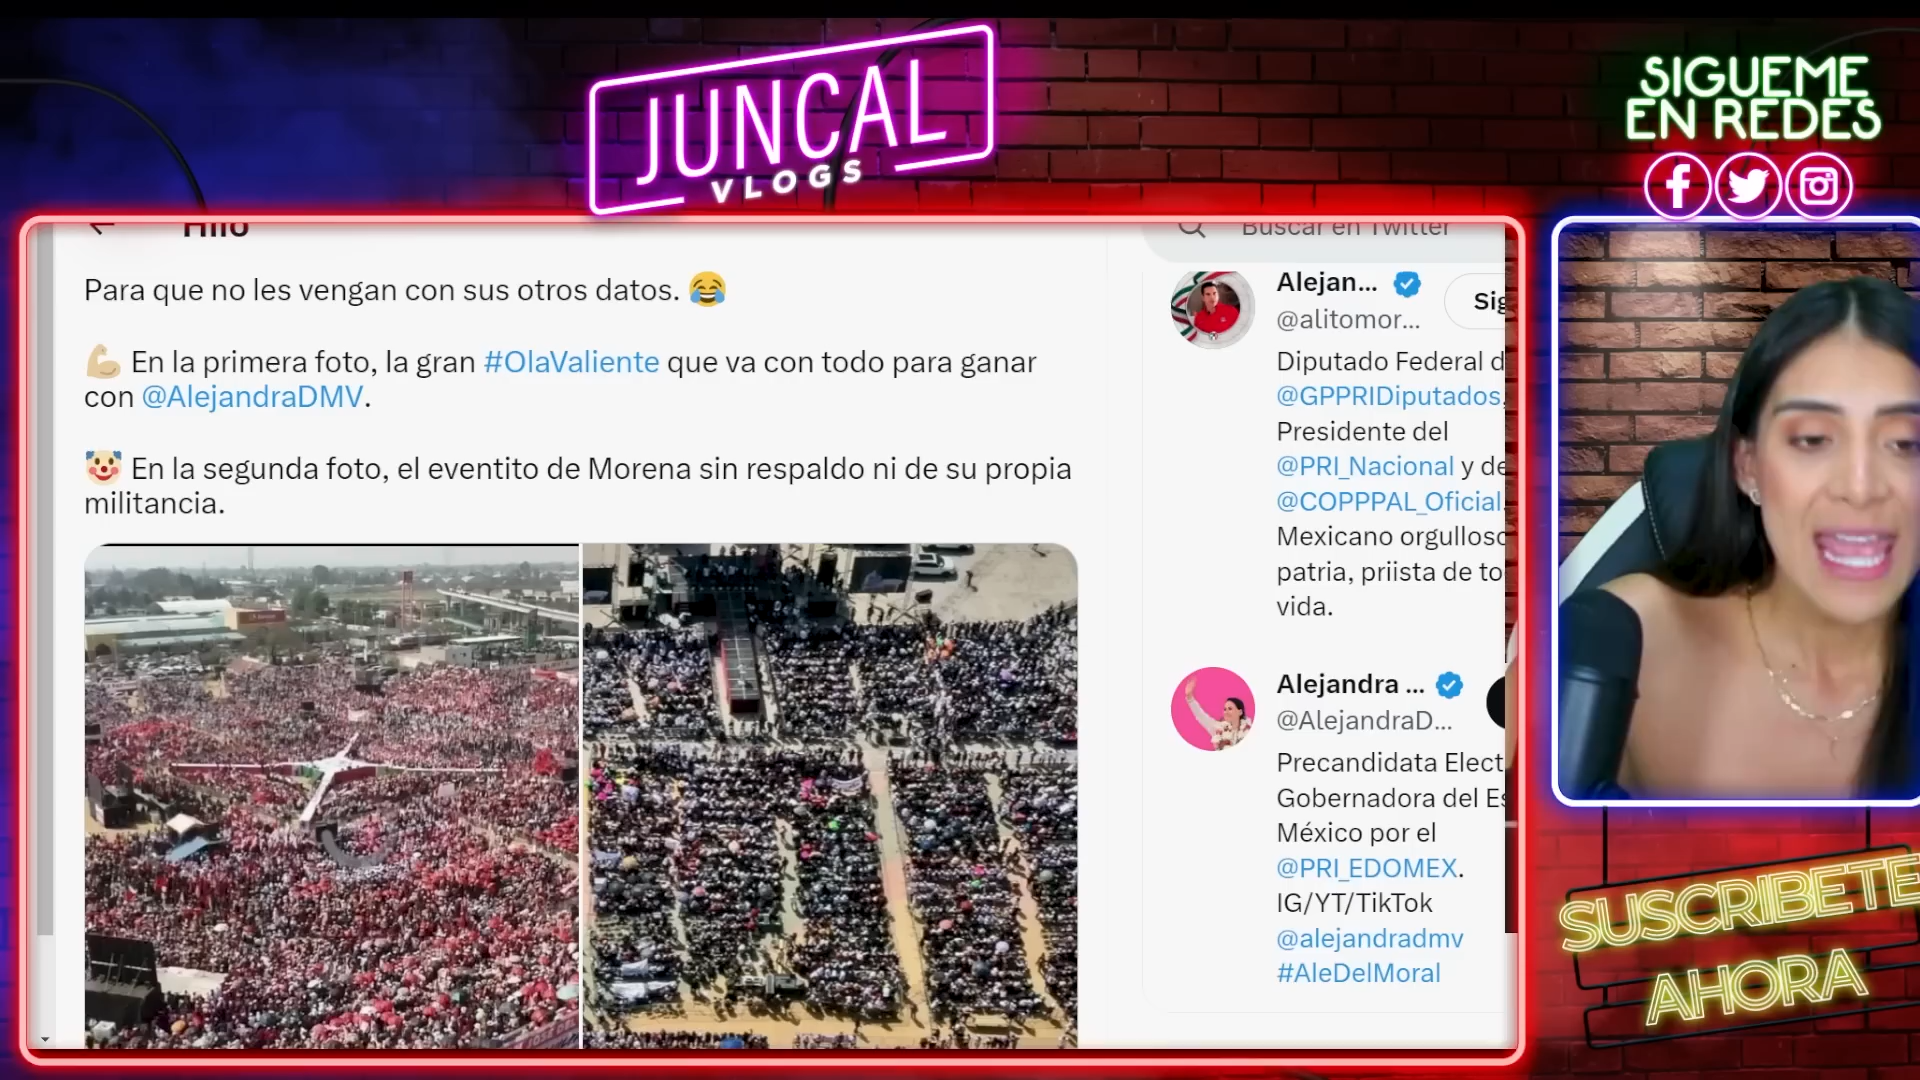 JUNCAL
VLOGS
SIGUEME
EN REDES
Hilo
Buscar en Twitter
Para que no les vengan con sus otros datos. 😂
💪🏼 En la primera foto, la gran #OlaValiente que va con todo para ganar
con @AlejandraDMV.
🤡 En la segunda foto, el eventito de Morena sin respaldo ni de su propia
militancia.
Alejan...
Sig
@alitomor...
Diputado Federal d
@GPPRIDiputados,
Presidente del
@PRI_Nacional y de
@COPPPAL_Oficial.
Mexicano orgulloso
patria, priista de to
vida.
Alejandra ...
@AlejandraD...
Precandidata Elect
Gobernadora del Es
México por el
@PRI_EDOMEX.
IG/YT/TikTok
@alejandradmv
#AleDelMoral
SUSCRIBETE
AHORA